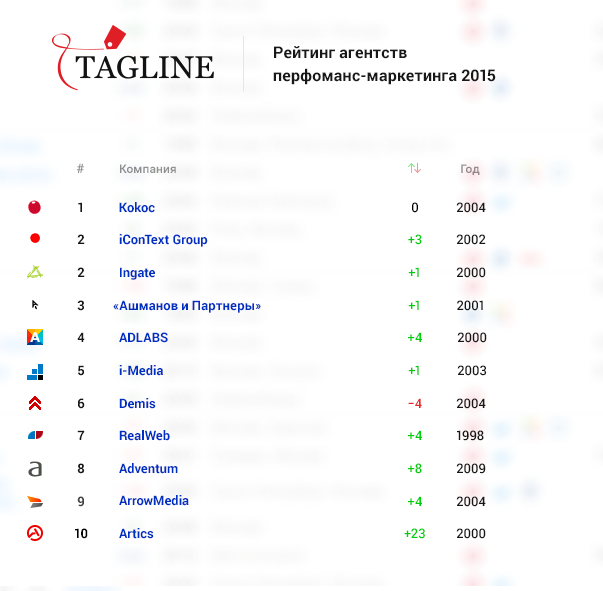 TAGLINE
Рейтинг агентств
перфоманс-маркетинга 2015
# Компания ↑↓ Год
1 Kokoc 0 2004
2 iConText Group +3 2002
2 Ingate +1 2000
3 «Ашманов и Партнеры» +1 2001
4 ADLABS +4 2000
5 i-Media +1 2003
6 Demis −4 2004
7 RealWeb +4 1998
8 Adventum +8 2009
9 ArrowMedia +4 2004
10 Artics +23 2000